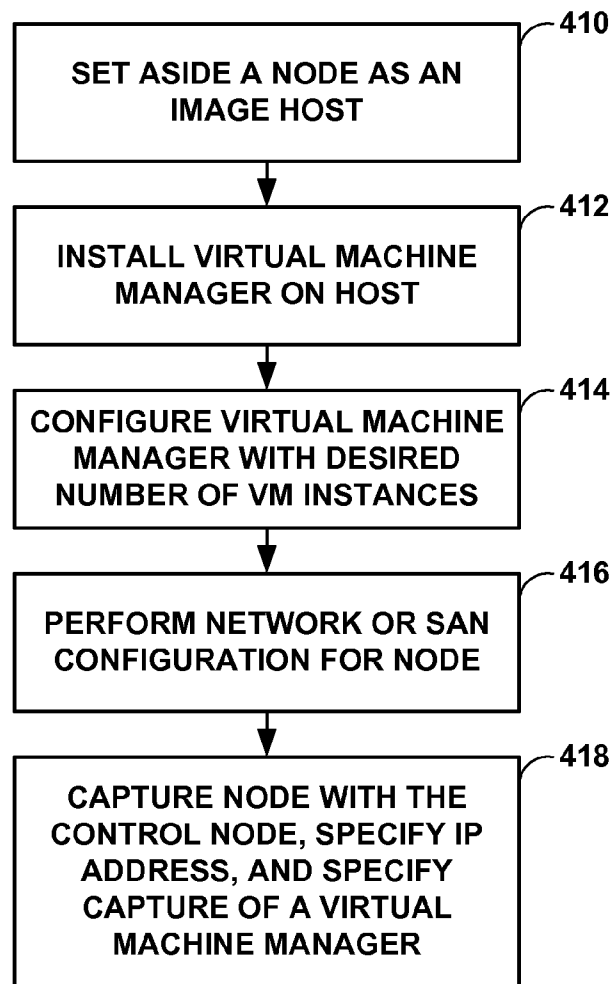 410
SET ASIDE A NODE AS AN
IMAGE HOST
412
INSTALL VIRTUAL MACHINE
MANAGER ON HOST
414
CONFIGURE VIRTUAL MACHINE
MANAGER WITH DESIRED
NUMBER OF VM INSTANCES
416
PERFORM NETWORK OR SAN
CONFIGURATION FOR NODE
418
CAPTURE NODE WITH THE
CONTROL NODE, SPECIFY IP
ADDRESS, AND SPECIFY
CAPTURE OF A VIRTUAL
MACHINE MANAGER